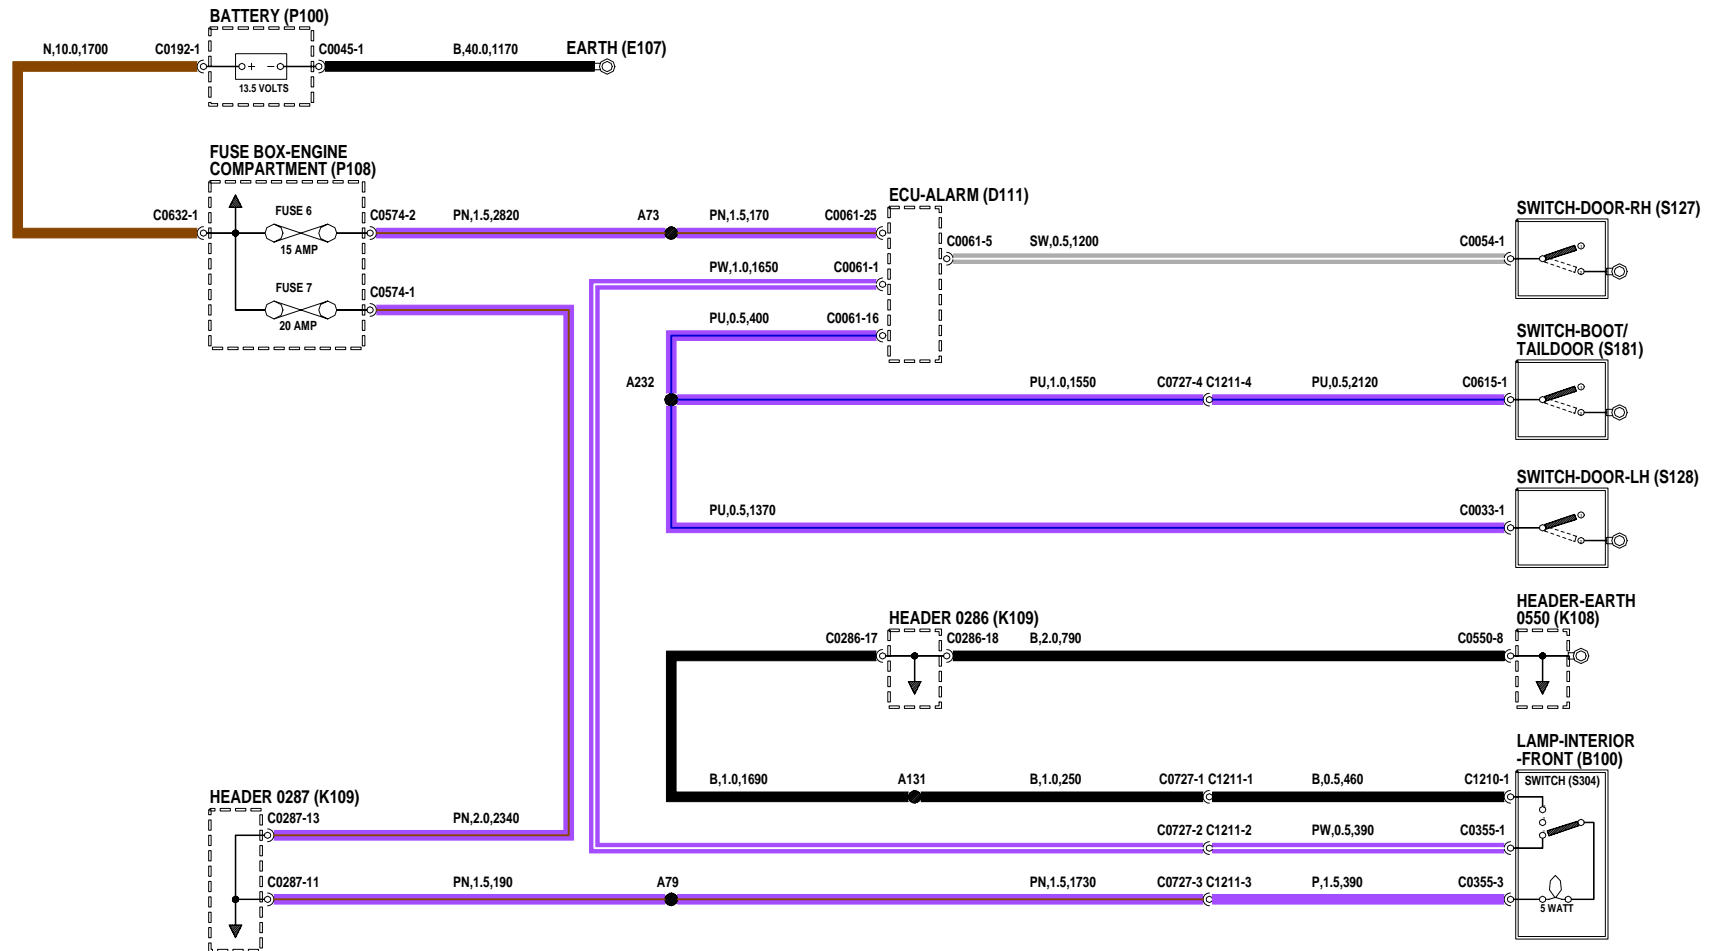 BATTERY (P100)
N,10.0,1700
C0192-1
C0045-1
B,40.0,1170
EARTH (E107)
+ −
13.5 VOLTS
FUSE BOX-ENGINE
COMPARTMENT (P108)
C0632-1
FUSE 6
15 AMP
C0574-2
PN,1.5,2820
A73
PN,1.5,170
C0061-25
FUSE 7
20 AMP
C0574-1
ECU-ALARM (D111)
PW,1.0,1650
C0061-1
PU,0.5,400
C0061-16
C0061-5
SW,0.5,1200
C0054-1
SWITCH-DOOR-RH (S127)
A232
PU,1.0,1550
C0727-4 C1211-4
PU,0.5,2120
C0615-1
SWITCH-BOOT/
TAILDOOR (S181)
PU,0.5,1370
C0033-1
SWITCH-DOOR-LH (S128)
HEADER 0286 (K109)
C0286-17
C0286-18
B,2.0,790
C0550-8
HEADER-EARTH
0550 (K108)
B,1.0,1690
A131
B,1.0,250
C0727-1 C1211-1
B,0.5,460
C1210-1
LAMP-INTERIOR
-FRONT (B100)
SWITCH (S304)
C0727-2 C1211-2
PW,0.5,390
C0355-1
HEADER 0287 (K109)
C0287-13
PN,2.0,2340
C0287-11
PN,1.5,190
A79
PN,1.5,1730
C0727-3 C1211-3
P,1.5,390
C0355-3
5 WATT